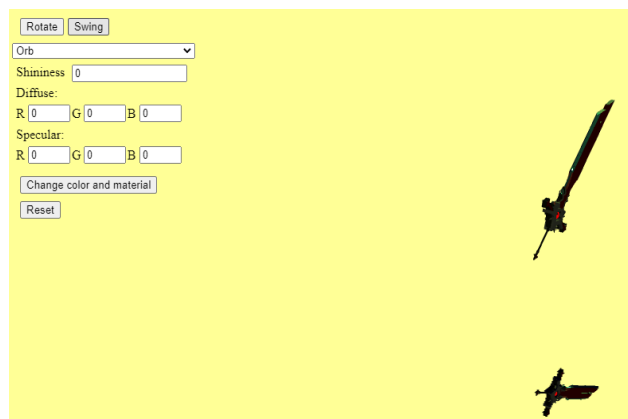 Rotate Swing
Orb
Shininess 0
Diffuse:
R 0 G 0 B 0
Specular:
R 0 G 0 B 0
Change color and material
Reset